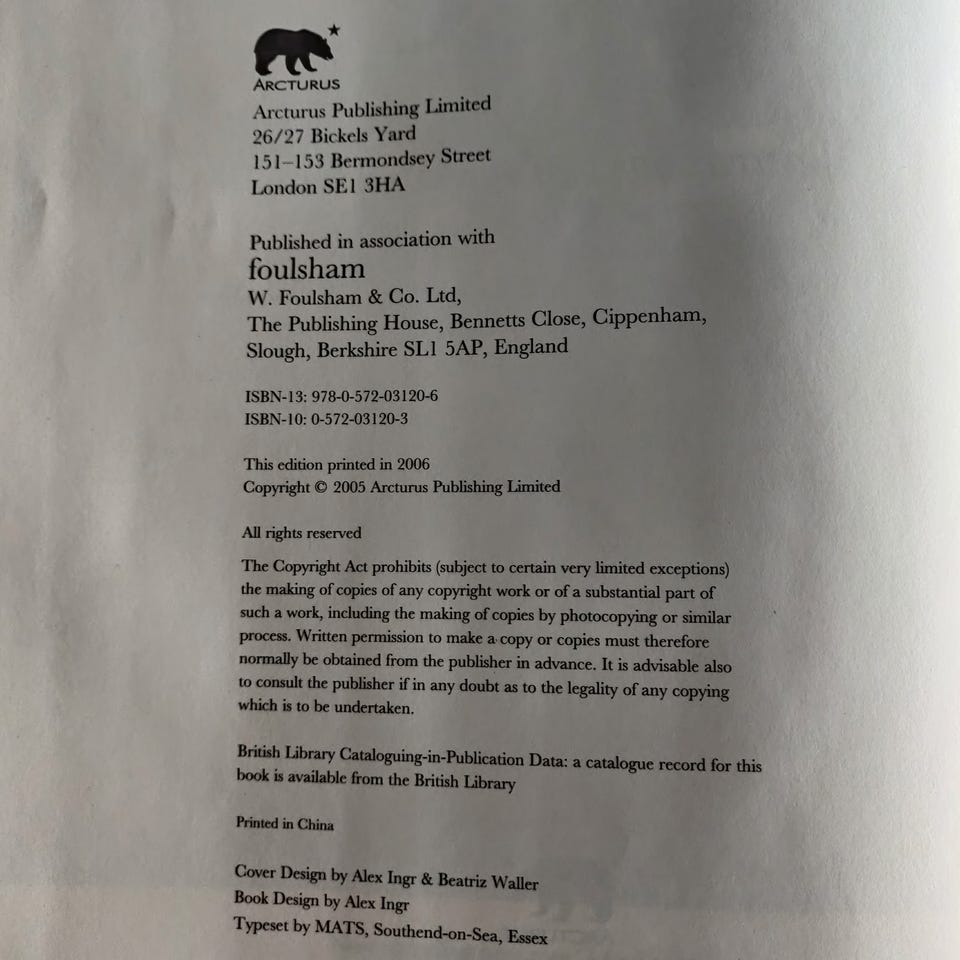 ARCTURUS
Arcturus Publishing Limited
26/27 Bickels Yard
151–153 Bermondsey Street
London SE1 3HA
Published in association with
foulsham
W. Foulsham & Co. Ltd,
The Publishing House, Bennetts Close, Cippenham,
Slough, Berkshire SL1 5AP, England
ISBN-13: 978-0-572-03120-6
ISBN-10: 0-572-03120-3
This edition printed in 2006
Copyright © 2005 Arcturus Publishing Limited
All rights reserved
The Copyright Act prohibits (subject to certain very limited exceptions)
the making of copies of any copyright work or of a substantial part of
such a work, including the making of copies by photocopying or similar
process. Written permission to make a copy or copies must therefore
normally be obtained from the publisher in advance. It is advisable also
to consult the publisher if in any doubt as to the legality of any copying
which is to be undertaken.
British Library Cataloguing-in-Publication Data: a catalogue record for this
book is available from the British Library
Printed in China
Cover Design by Alex Ingr & Beatriz Waller
Book Design by Alex Ingr
Typeset by MATS, Southend-on-Sea, Essex